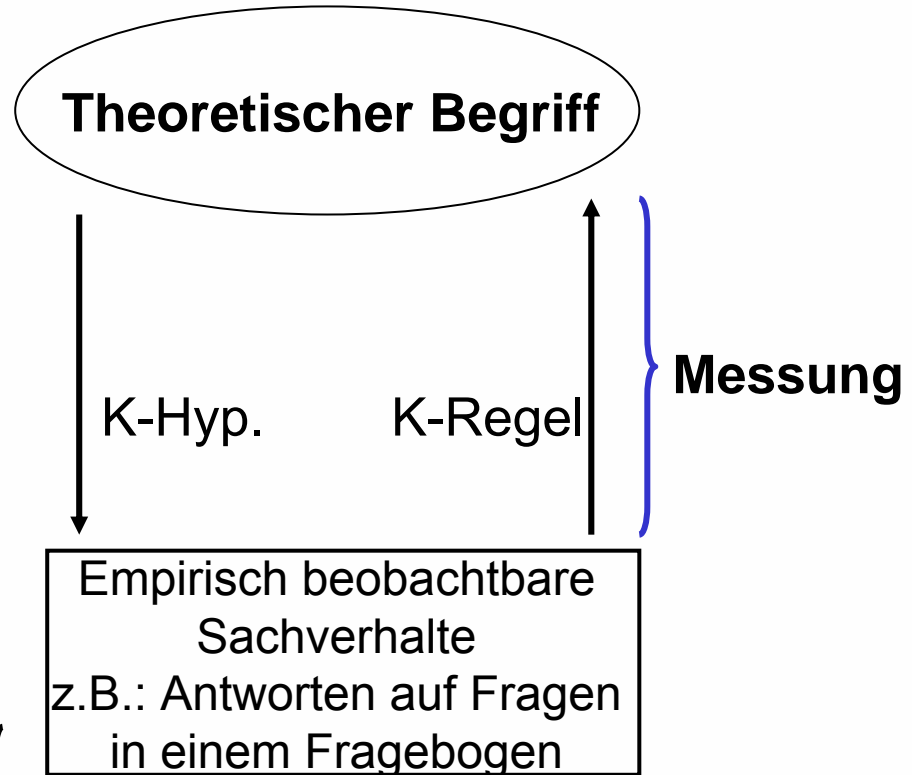 Theoretischer Begriff
K-Hyp.
K-Regel
Messung
Empirisch beobachtbare
Sachverhalte
z.B.: Antworten auf Fragen
in einem Fragebogen